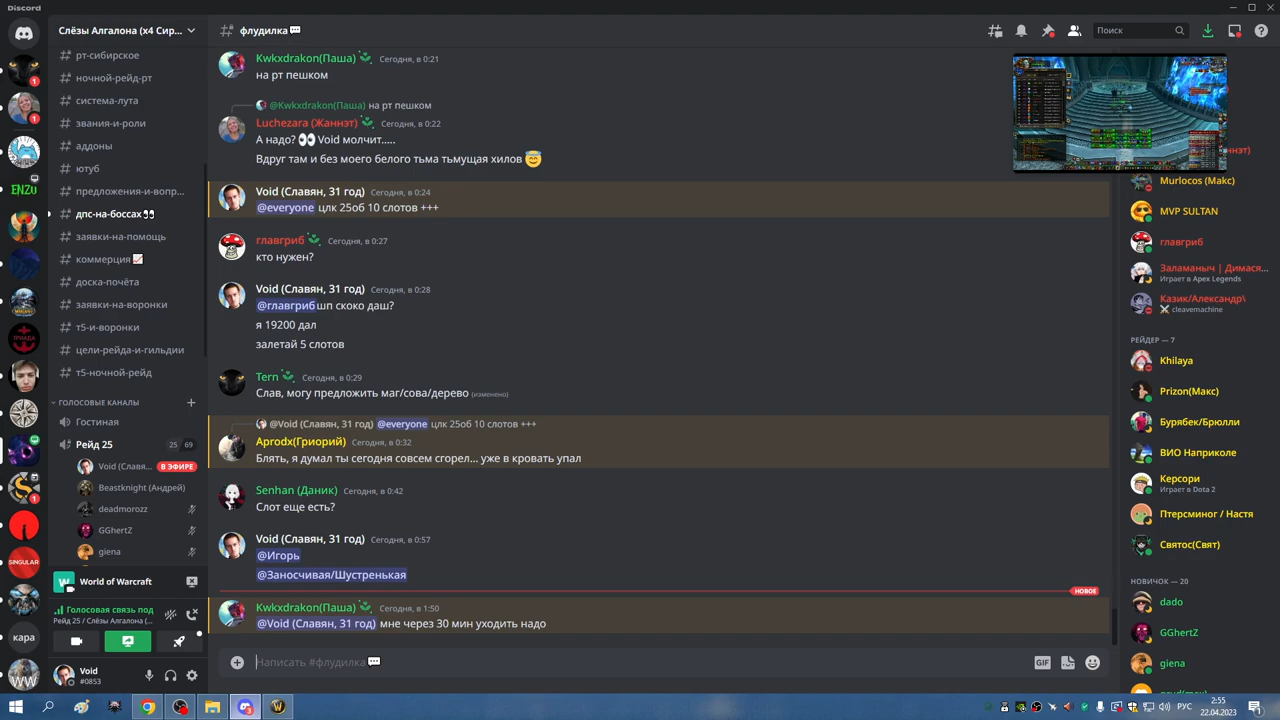 Discord
Слёзы Алгалона (x4 Сир...
рт-сибирское
ночной-рейд-рт
система-лута
звания-и-роли
аддоны
ютуб
предложения-и-вопр...
дпс-на-боссах👀
заявки-на-помощь
коммерция 📈
доска-почёта
заявки-на-воронки
т5-и-воронки
цели-рейда-и-гильдии
т5-ночной-рейд
ГОЛОСОВЫЕ КАНАЛЫ
Гостиная
Рейд 25 25 69
Void (Славя... В ЭФИРЕ
Beastknight (Андрей)
deadmorozz
GGhertZ
giena
World of Warcraft
Голосовая связь под
Рейд 25 / Слёзы Алгалона (...
Void
#0853
ENZO
ТРИАДА
SINGULAR
кара
WW
флудилка💬
Поиск
Kwkxdrakon(Паша) Сегодня, в 0:21
на рт пешком
@Kwkxdrakon(Паша) на рт пешком
Luchezara (Жанна)
А надо? 👀
Вдруг там и без моего белого тьма тьмущая хилов 😇
Void (Славян, 31 год) Сегодня, в 0:24
@everyone цлк 25об 10 слотов +++
главгриб Сегодня, в 0:27
кто нужен?
Void (Славян, 31 год) Сегодня, в 0:28
@главгриб шп скоко даш?
я 19200 дал
залетай 5 слотов
Tern Сегодня, в 0:29
Слав, могу предложить маг/сова/дерево (изменено)
@Void (Славян, 31 год) @everyone цлк 25об 10 слотов +++
Aprodx(Гриорий) Сегодня, в 0:32
Блять, я думал ты сегодня совсем сгорел... уже в кровать упал
Senhan (Даник) Сегодня, в 0:42
Слот еще есть?
Void (Славян, 31 год) Сегодня, в 0:57
@Игорь
@Заносчивая/Шустренькая
НОВОЕ
Kwkxdrakon(Паша) Сегодня, в 1:50
@Void (Славян, 31 год) мне через 30 мин уходить надо
Написать #флудилка💬
GIF
Murlocos (Макс)
MVP SULTAN
главгриб
Заламаныч | Димася...
Играет в Apex Legends
Казик/Александр\
cleavemachine
РЕЙДЕР — 7
Khilaya
Prizon(Макс)
Бурябек/Брюлли
ВИО Наприколе
Керсори
Играет в Dota 2
Птерсминог / Настя
Святос(Свят)
НОВИЧОК — 20
dado
GGhertZ
giena
РУС
2:55
22.04.2023